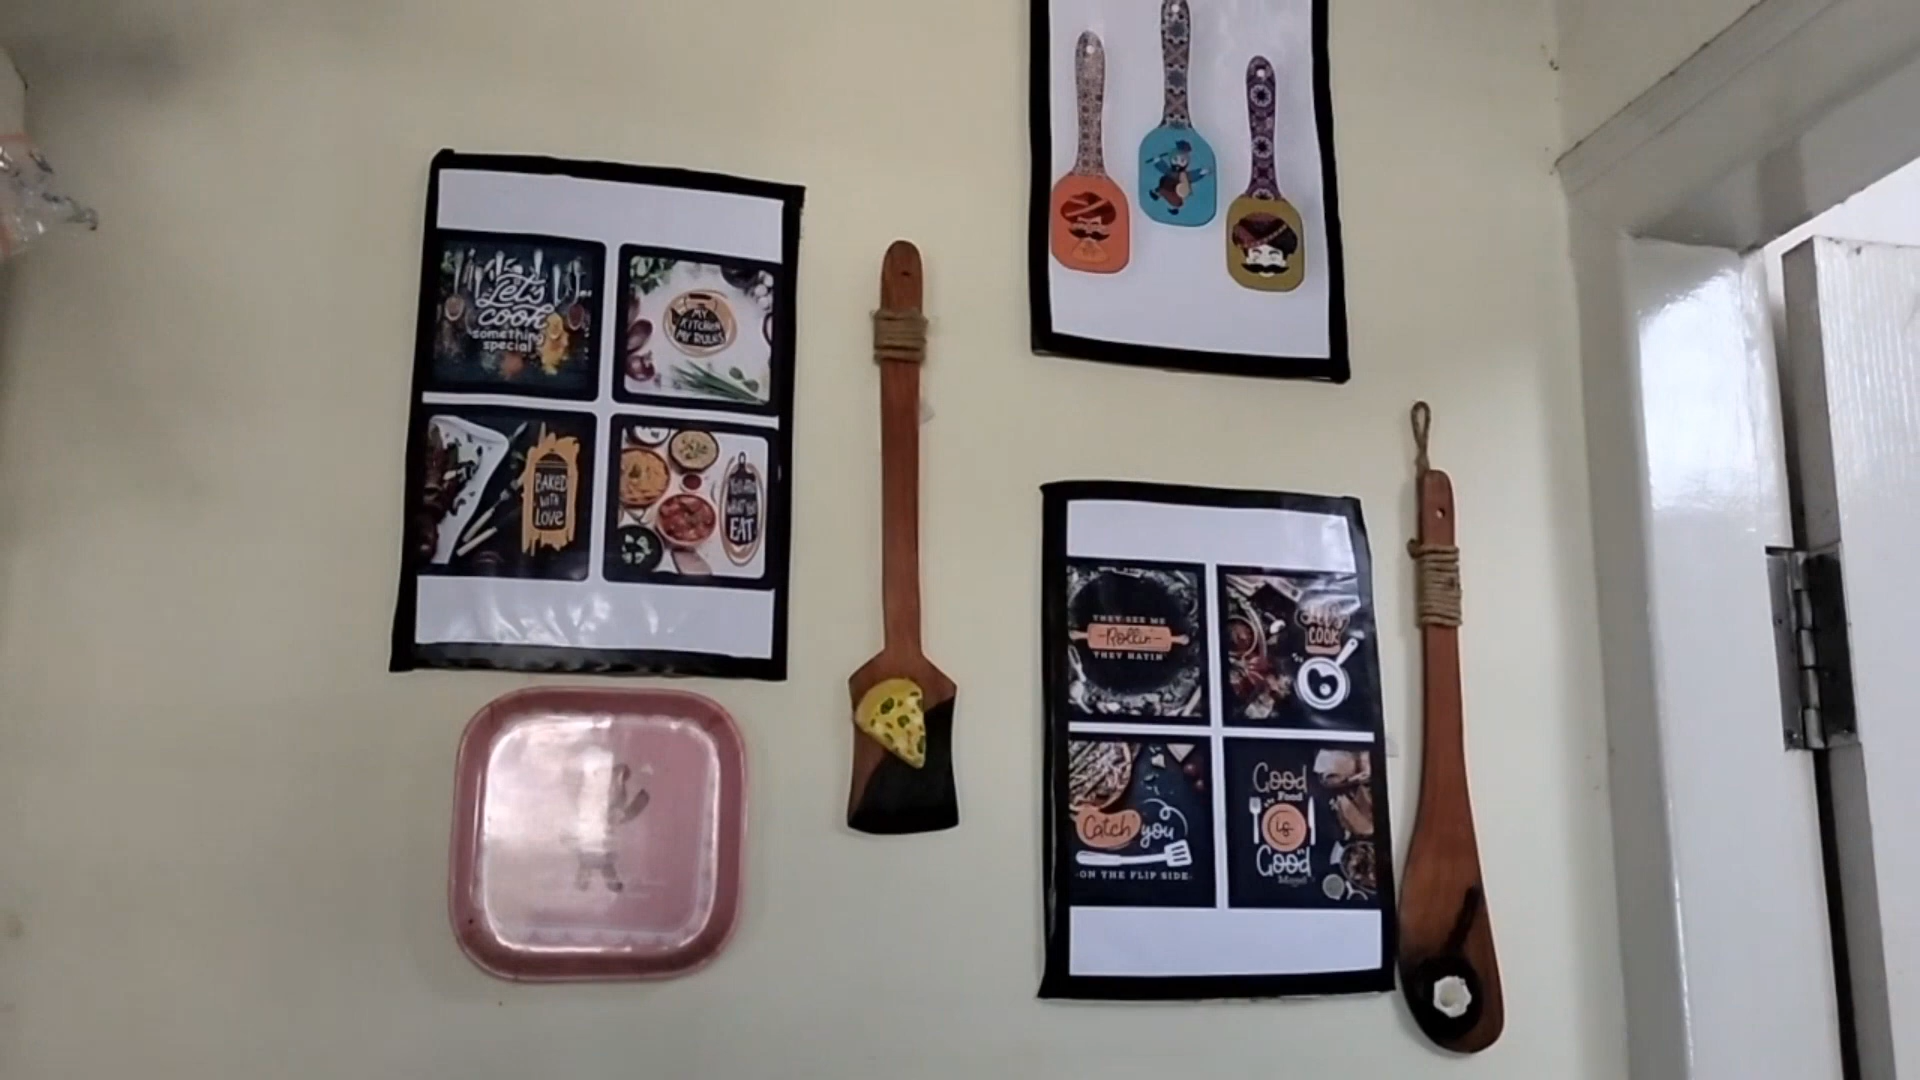 Let's
cook
something
special
MY
KITCHEN
MY RULES
BAKED
WITH
LOVE
YOU ARE
WHAT YOU
EAT
THEY SEE ME
Rollin'
THEY HATIN'
Let's
COOK
Catch you
ON THE FLIP SIDE
Good
Food
is
Good
Mood